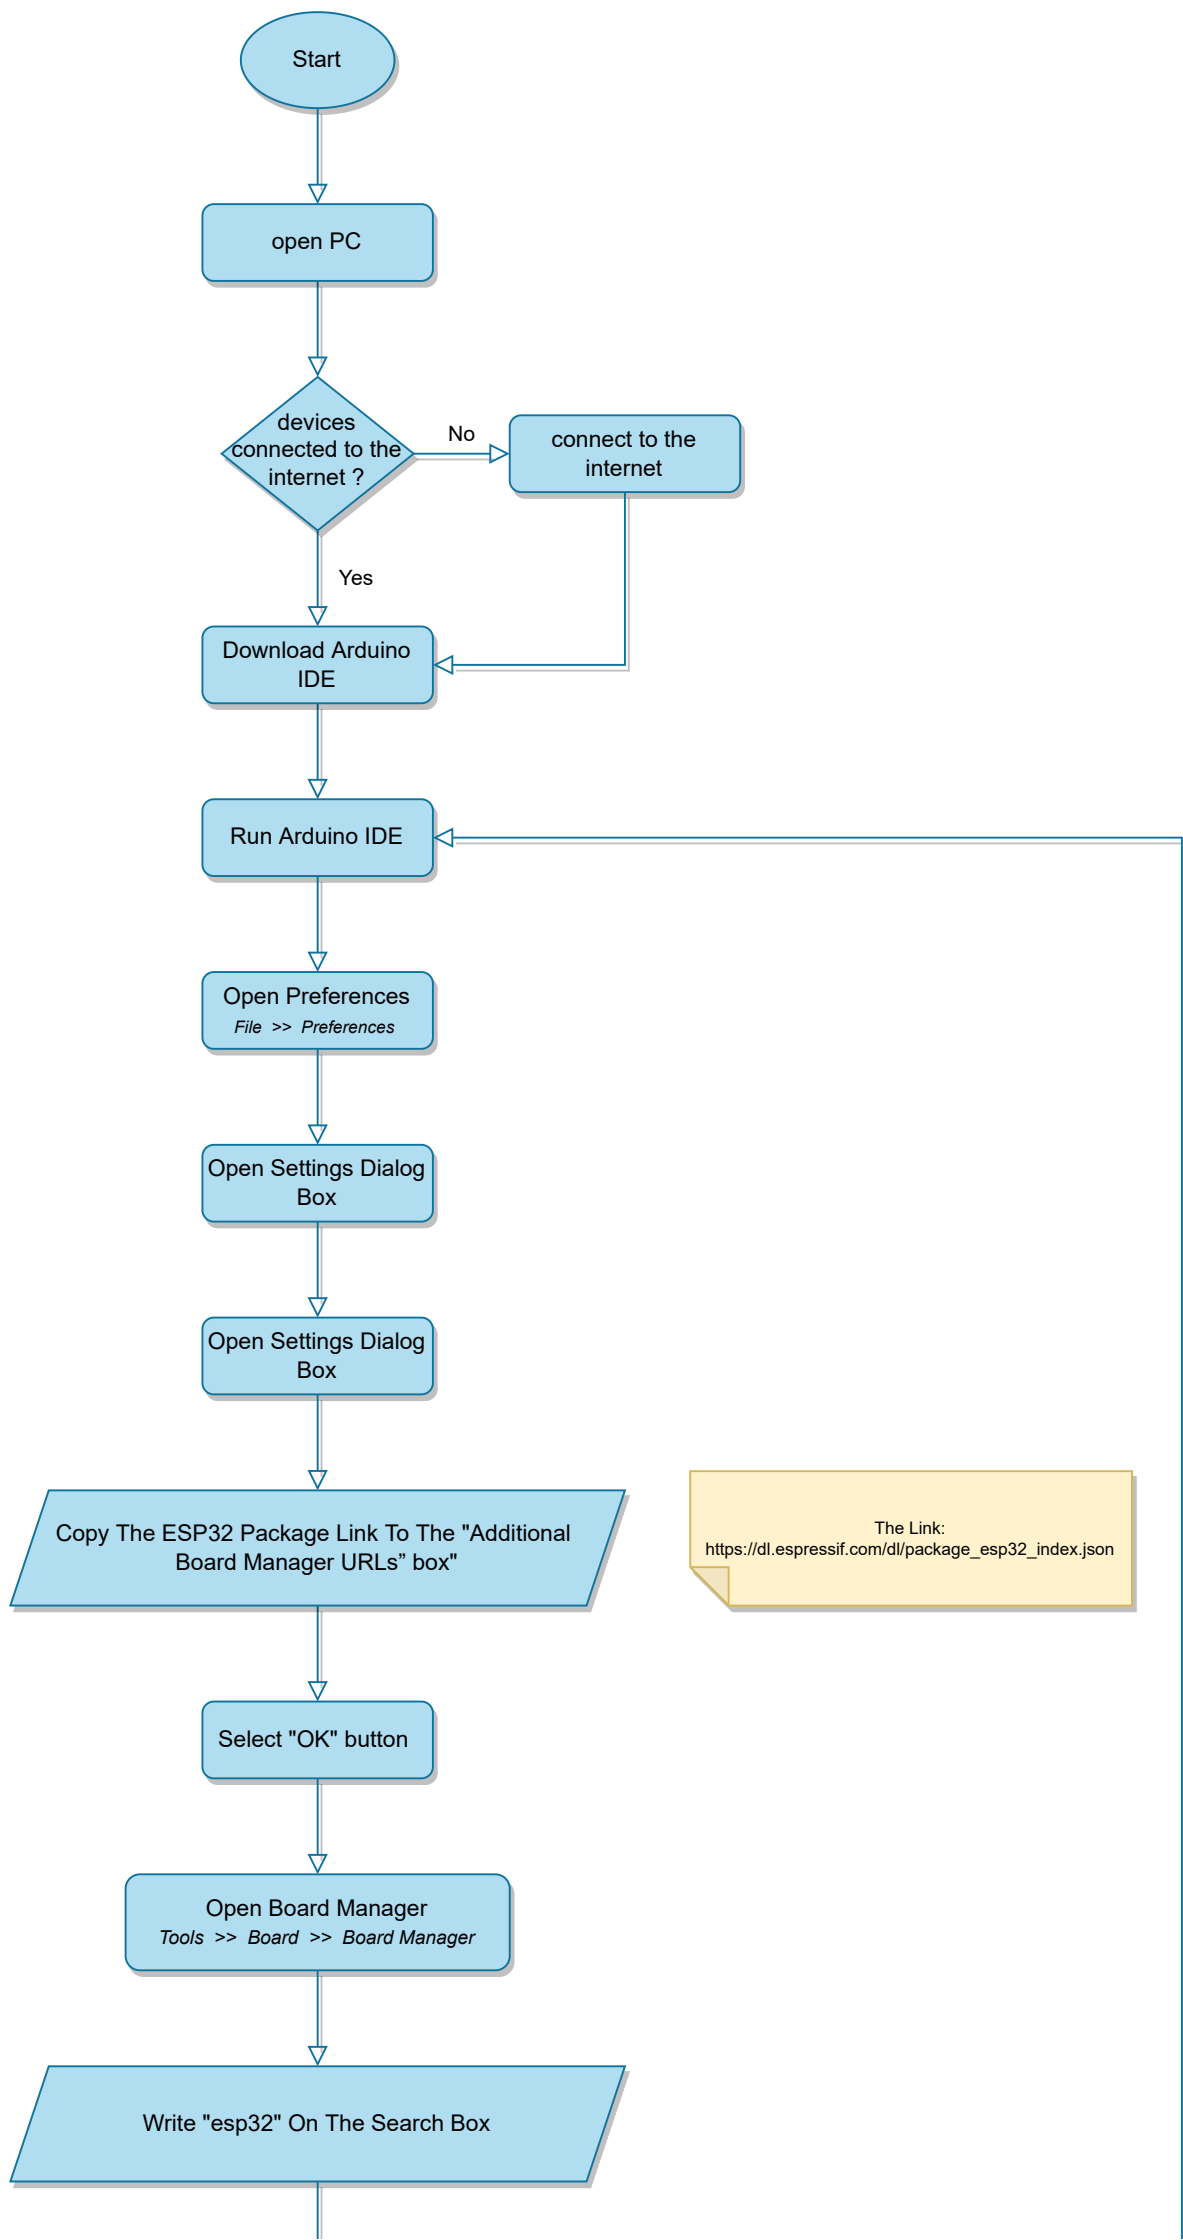 Start
open PC
devices
connected to the
internet ?
No
connect to the
internet
Yes
Download Arduino
IDE
Run Arduino IDE
Open Preferences
File >> Preferences
Open Settings Dialog
Box
Open Settings Dialog
Box
Copy The ESP32 Package Link To The "Additional
Board Manager URLs” box"
The Link:
https://dl.espressif.com/dl/package_esp32_index.json
Select "OK" button
Open Board Manager
Tools >> Board >> Board Manager
Write "esp32" On The Search Box